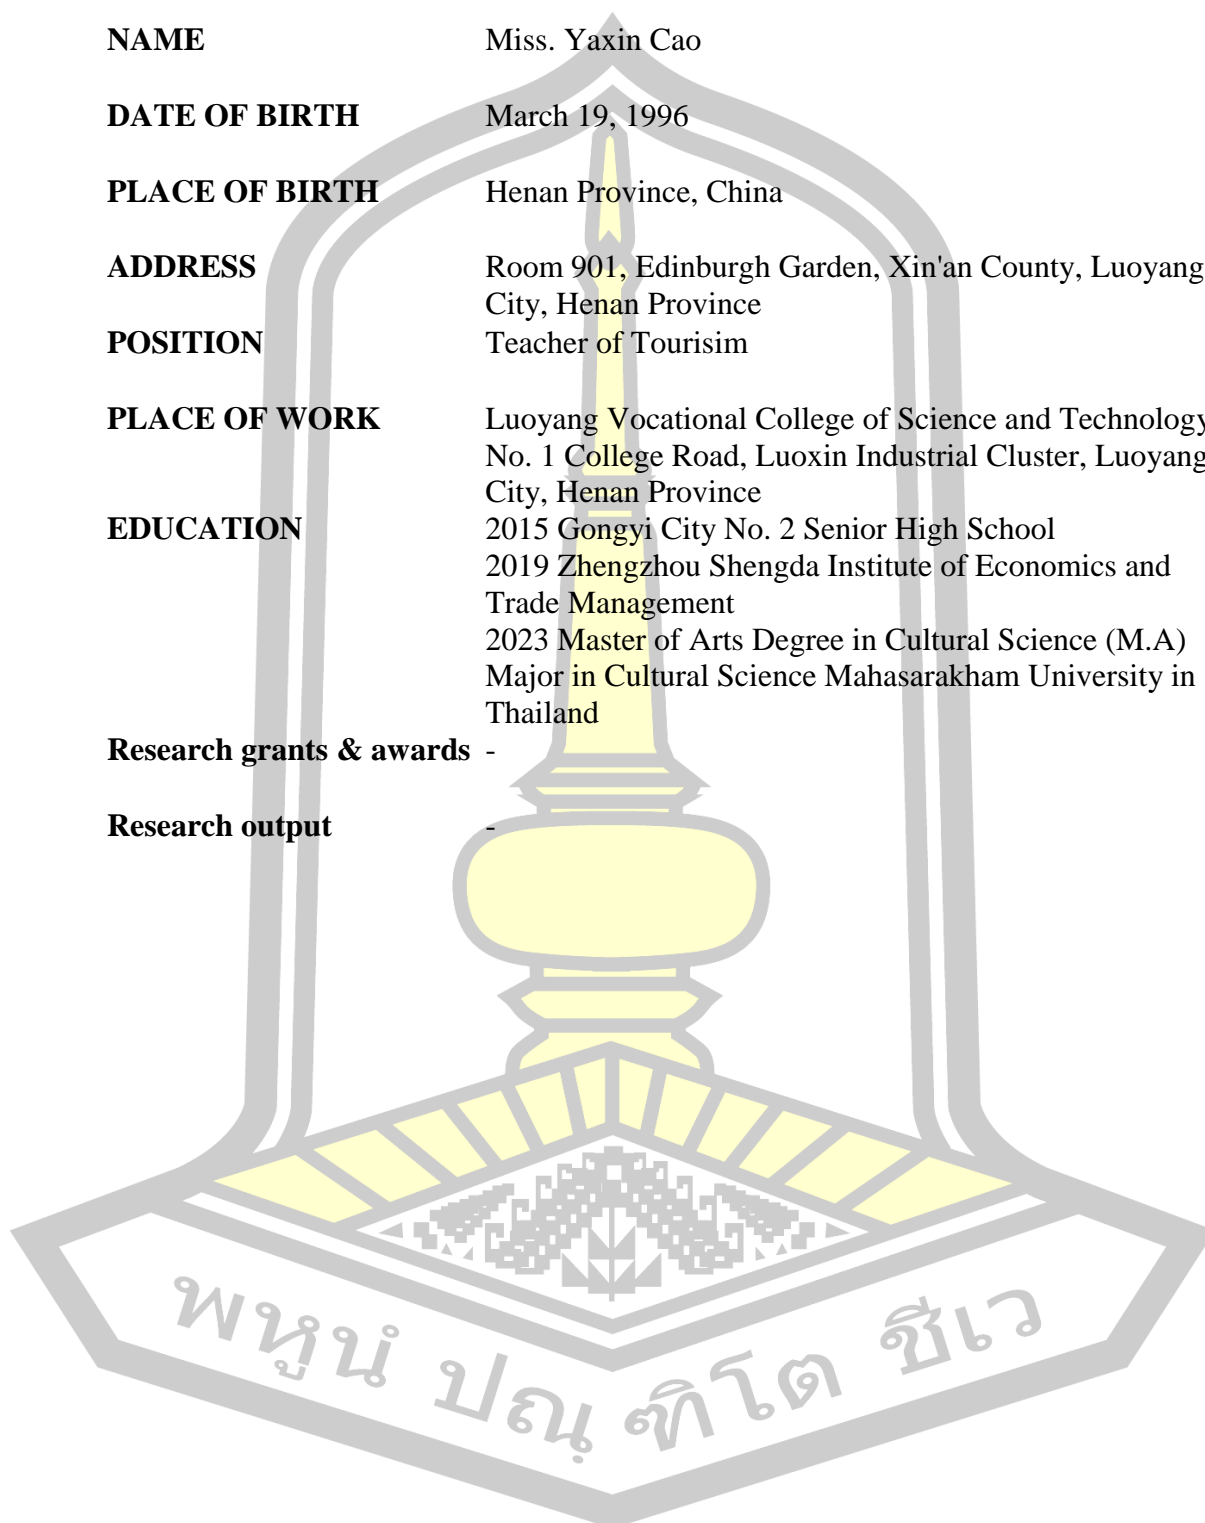 NAME Miss. Yaxin Cao
DATE OF BIRTH March 19, 1996
PLACE OF BIRTH Henan Province, China
ADDRESS Room 901, Edinburgh Garden, Xin'an County, Luoyang
City, Henan Province
POSITION Teacher of Tourisim
PLACE OF WORK Luoyang Vocational College of Science and Technology
No. 1 College Road, Luoxin Industrial Cluster, Luoyang
City, Henan Province
EDUCATION 2015 Gongyi City No. 2 Senior High School
2019 Zhengzhou Shengda Institute of Economics and
Trade Management
2023 Master of Arts Degree in Cultural Science (M.A)
Major in Cultural Science Mahasarakham University in
Thailand
Research grants & awards -
Research output -
พหูนํ ปณฺ ฑิโต ชีเว